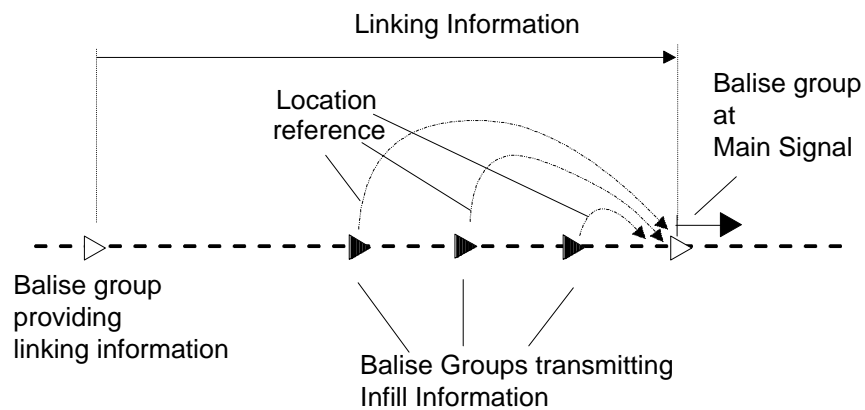 Linking Information
Location
reference
Balise group
at
Main Signal
Balise group
providing
linking information
Balise Groups transmitting
Infill Information